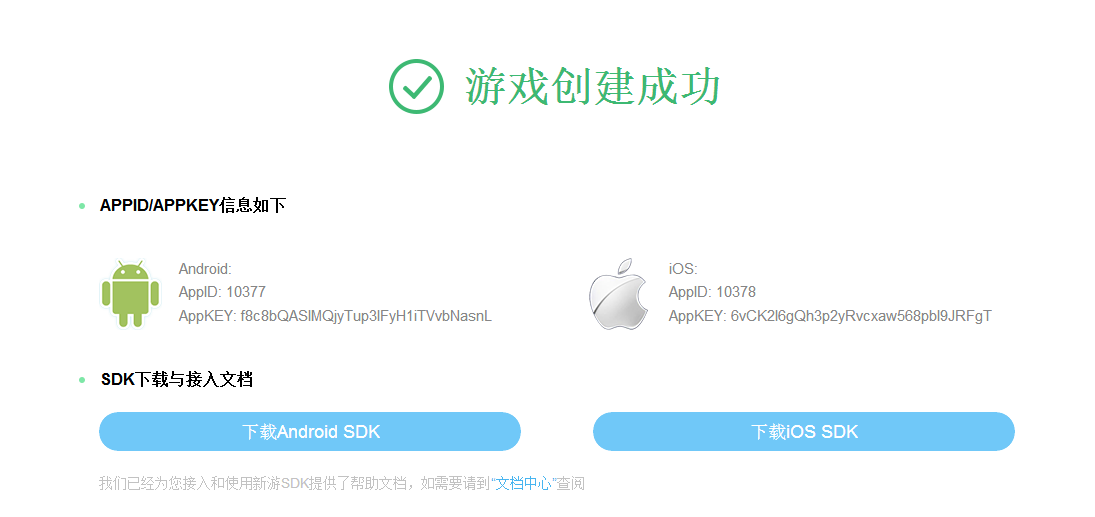 游戏创建成功
APPID/APPKEY信息如下
Android:
AppID: 10377
AppKEY: f8c8bQASlMQjyTup3lFyH1iTVvbNasnL
iOS:
AppID: 10378
AppKEY: 6vCK2l6gQh3p2yRvcxaw568pbl9JRFgT
SDK下载与接入文档
下载Android SDK
下载iOS SDK
我们已经为您接入和使用新游SDK提供了帮助文档，如需要请到“文档中心”查阅